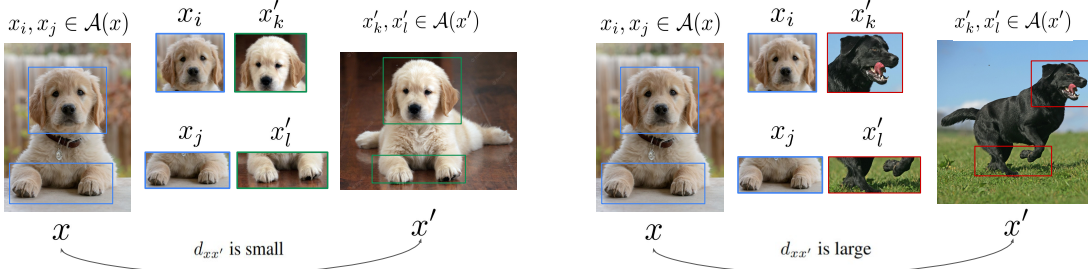 x_i, x_j ∈ 𝒜(x)
x_i
x'_k
x'_k, x'_l ∈ 𝒜(x')
x_j
x'_l
x
x'
d_{xx'} is small
x_i, x_j ∈ 𝒜(x)
x_i
x'_k
x'_k, x'_l ∈ 𝒜(x')
x_j
x'_l
x
x'
d_{xx'} is large